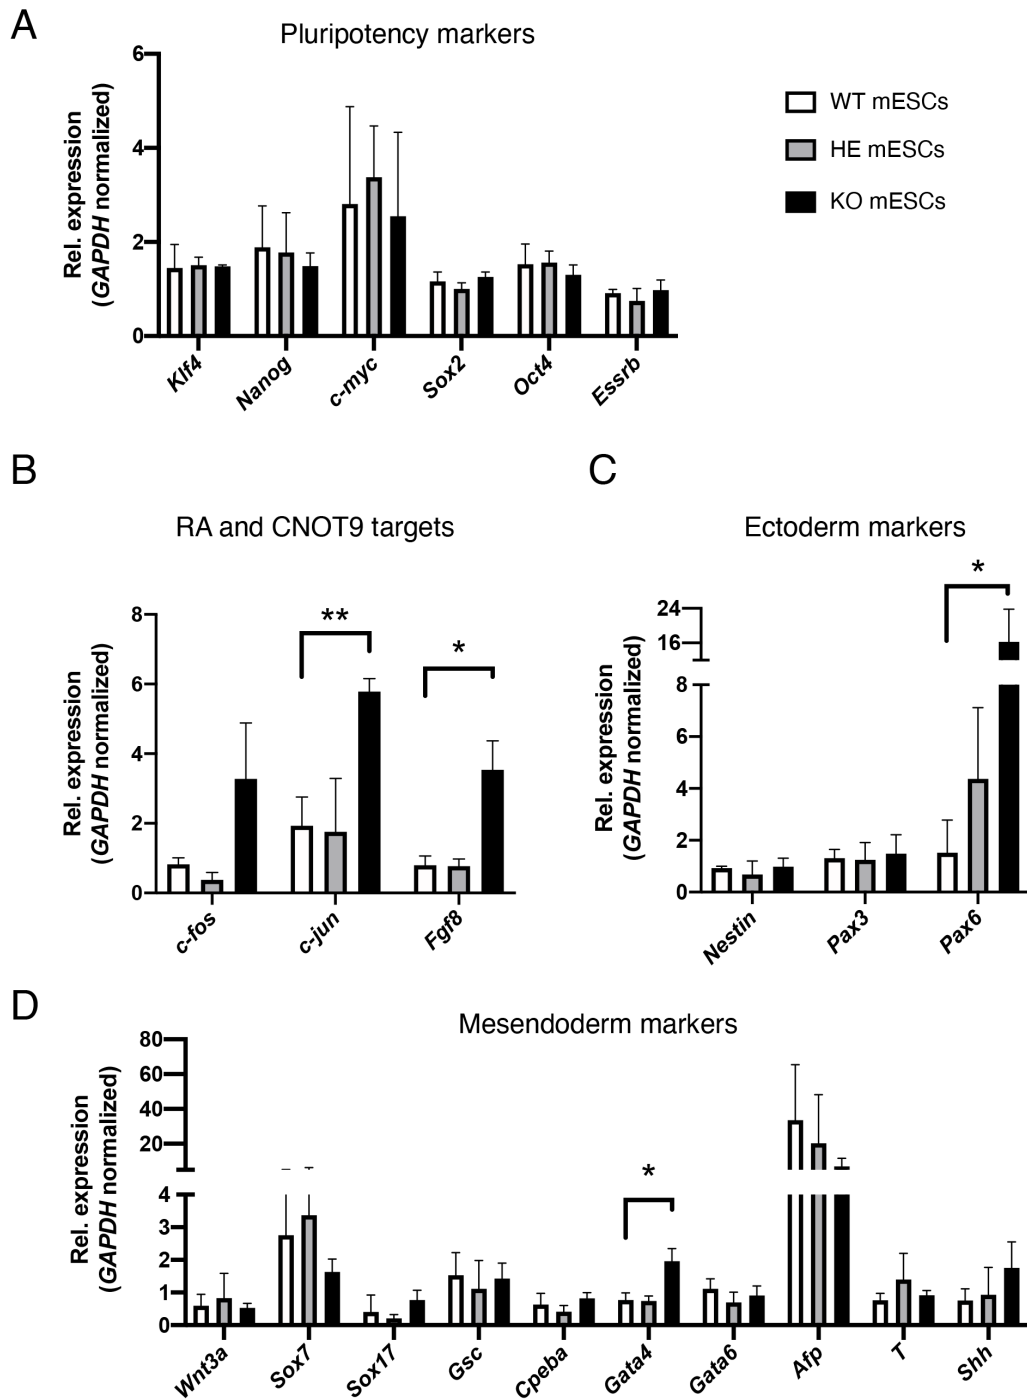 A
Pluripotency markers
Rel. expression
(GAPDH normalized)
6
4
2
0
Klf4
Nanog
c-myc
Sox2
Oct4
Essrb
WT mESCs
HE mESCs
KO mESCs
B
RA and CNOT9 targets
Rel. expression
(GAPDH normalized)
8
6
4
2
0
**
*
c-fos
c-jun
Fgf8
C
Ectoderm markers
Rel. expression
(GAPDH normalized)
24
16
8
6
4
2
0
*
Nestin
Pax3
Pax6
D
Mesendoderm markers
Rel. expression
(GAPDH normalized)
80
60
40
20
4
3
2
1
0
*
Wnt3a
Sox7
Sox17
Gsc
Cpeba
Gata4
Gata6
Afp
T
Shh